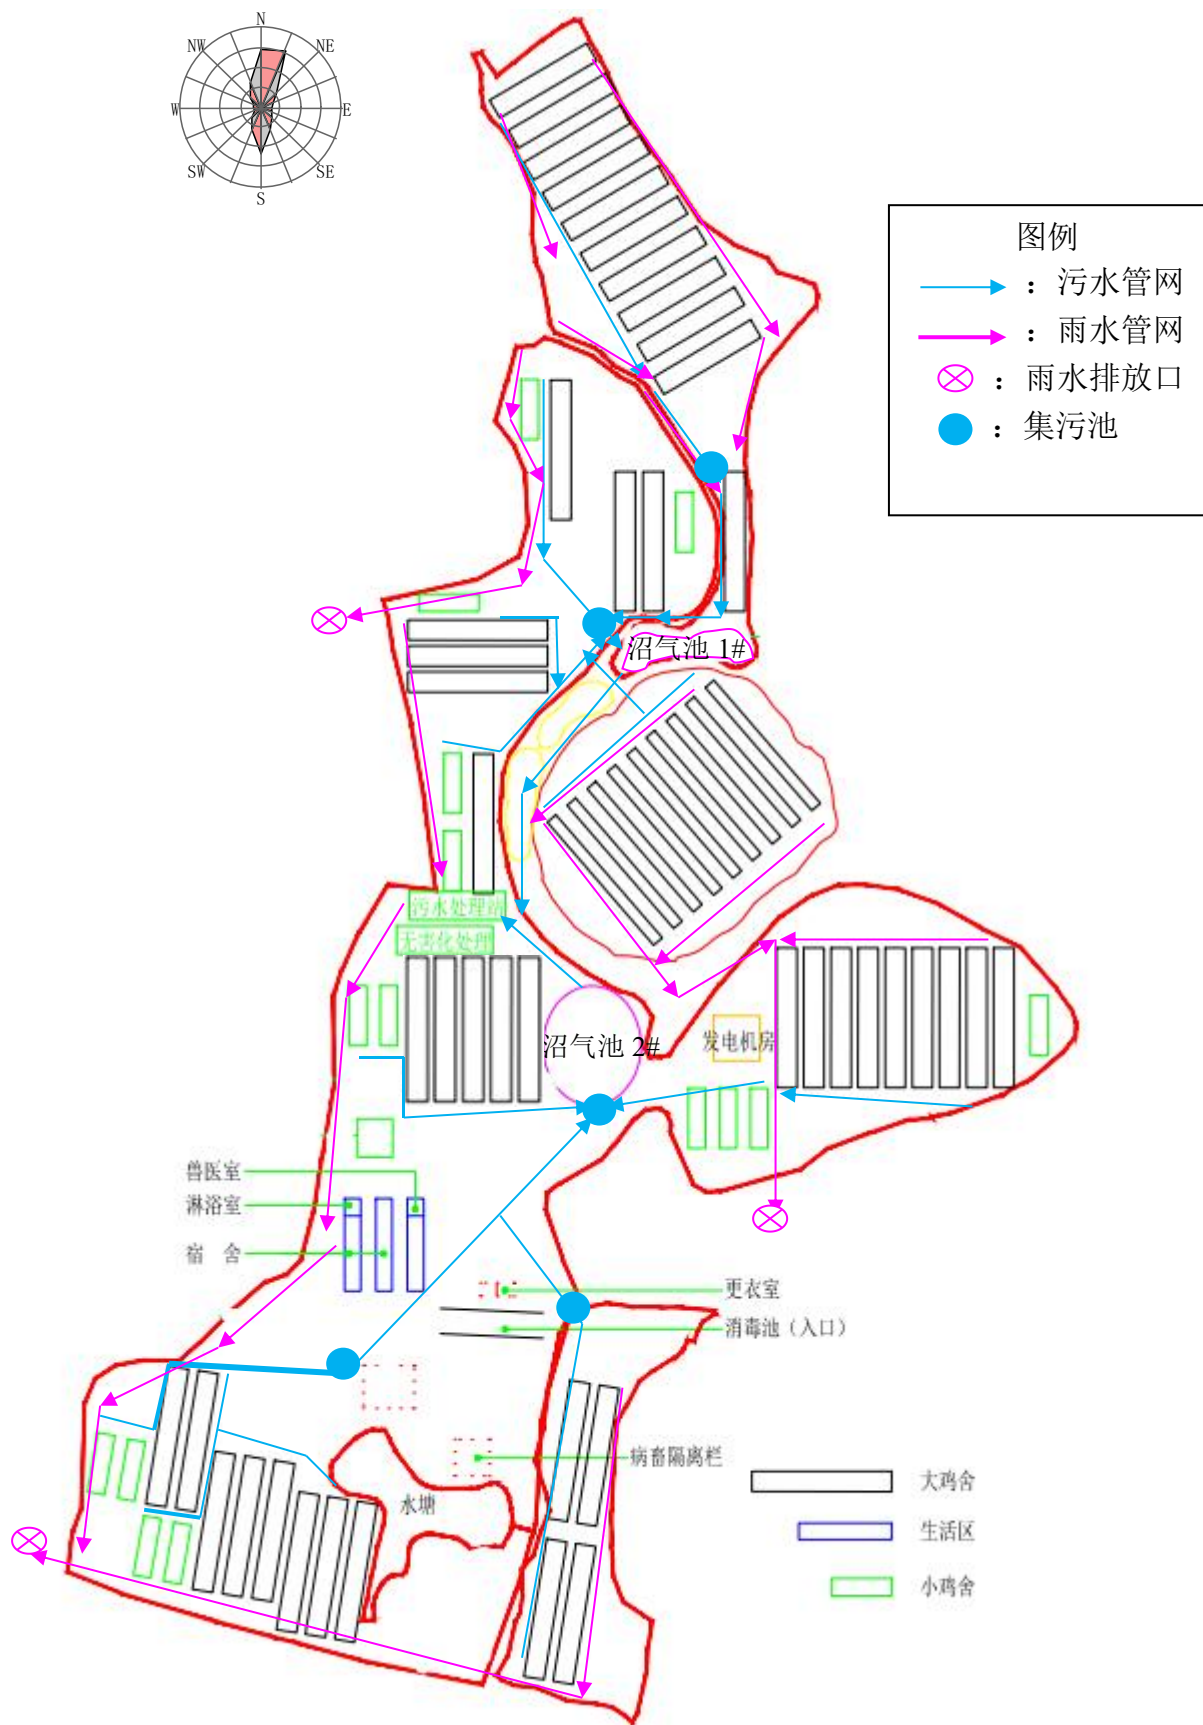 N
NW
NE
W
E
SW
SE
S
图例
：污水管网
：雨水管网
：雨水排放口
：集污池
沼气池 1#
污水处理站
无害化处理
沼气池 2#
发电机房
兽医室
淋浴室
宿 舍
更衣室
消毒池（入口）
病畜隔离栏
水塘
大鸡舍
生活区
小鸡舍